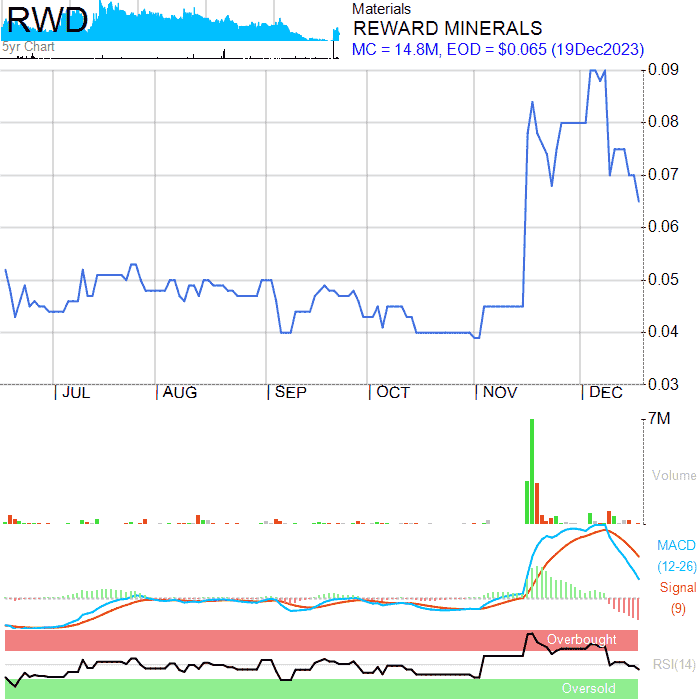 RWD
5yr Chart
Materials
REWARD MINERALS
MC = 14.8M, EOD = $0.065 (19Dec2023)
0.09
0.08
0.07
0.06
0.05
0.04
0.03
JUL AUG SEP OCT NOV DEC
7M
Volume
MACD
(12-26)
Signal
(9)
Overbought
RSI(14)
Oversold